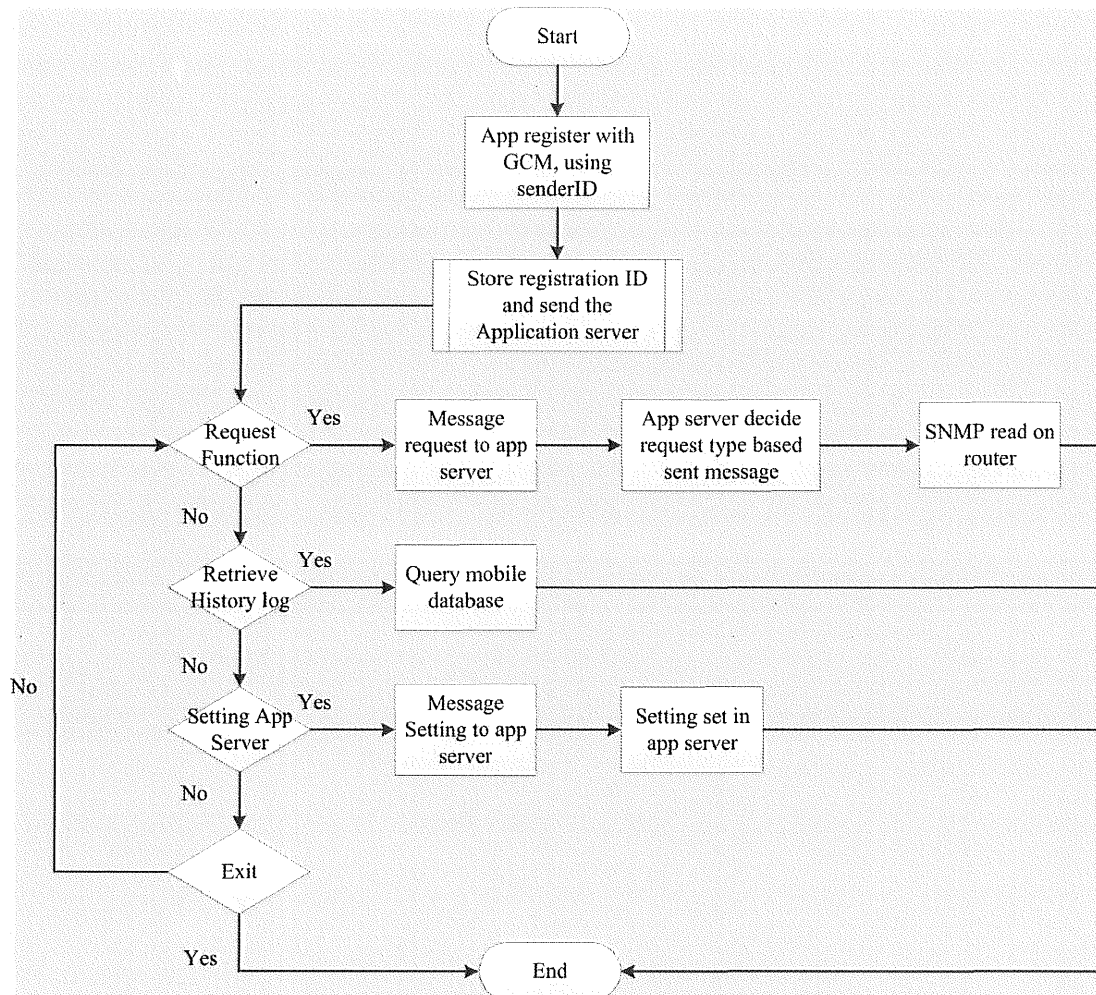 Start
App register with
GCM, using
senderID
Store registration ID
and send the
Application server
Request
Function
Yes
Message
request to app
server
App server decide
request type based
sent message
SNMP read on
router
No
Retrieve
History log
Yes
Query mobile
database
No
No
Setting App
Server
Yes
Message
Setting to app
server
Setting set in
app server
No
Exit
Yes
End